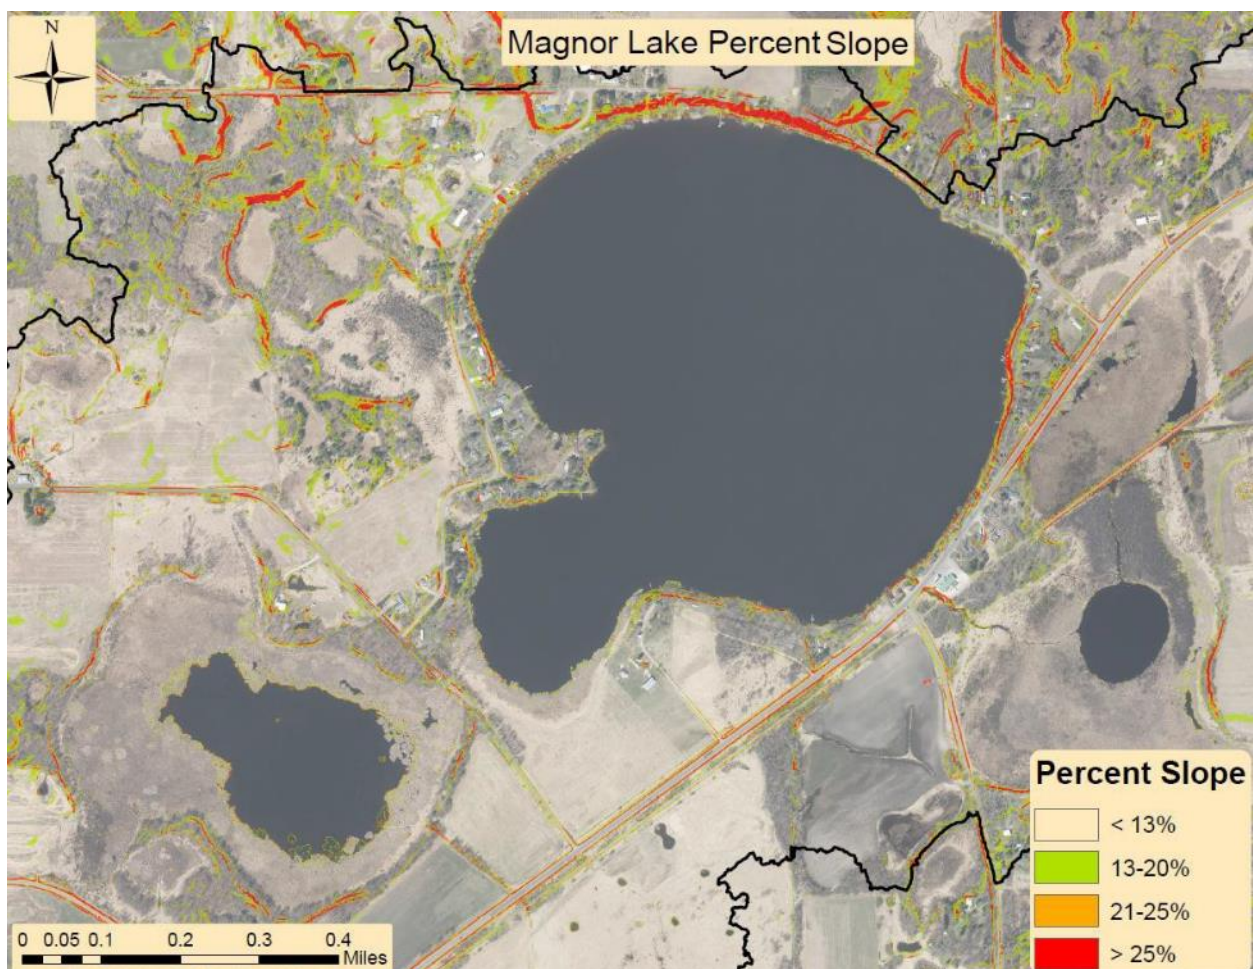 N
Magnor Lake Percent Slope
Percent Slope
< 13%
13-20%
21-25%
> 25%
0 0.05 0.1 0.2 0.3 0.4
Miles